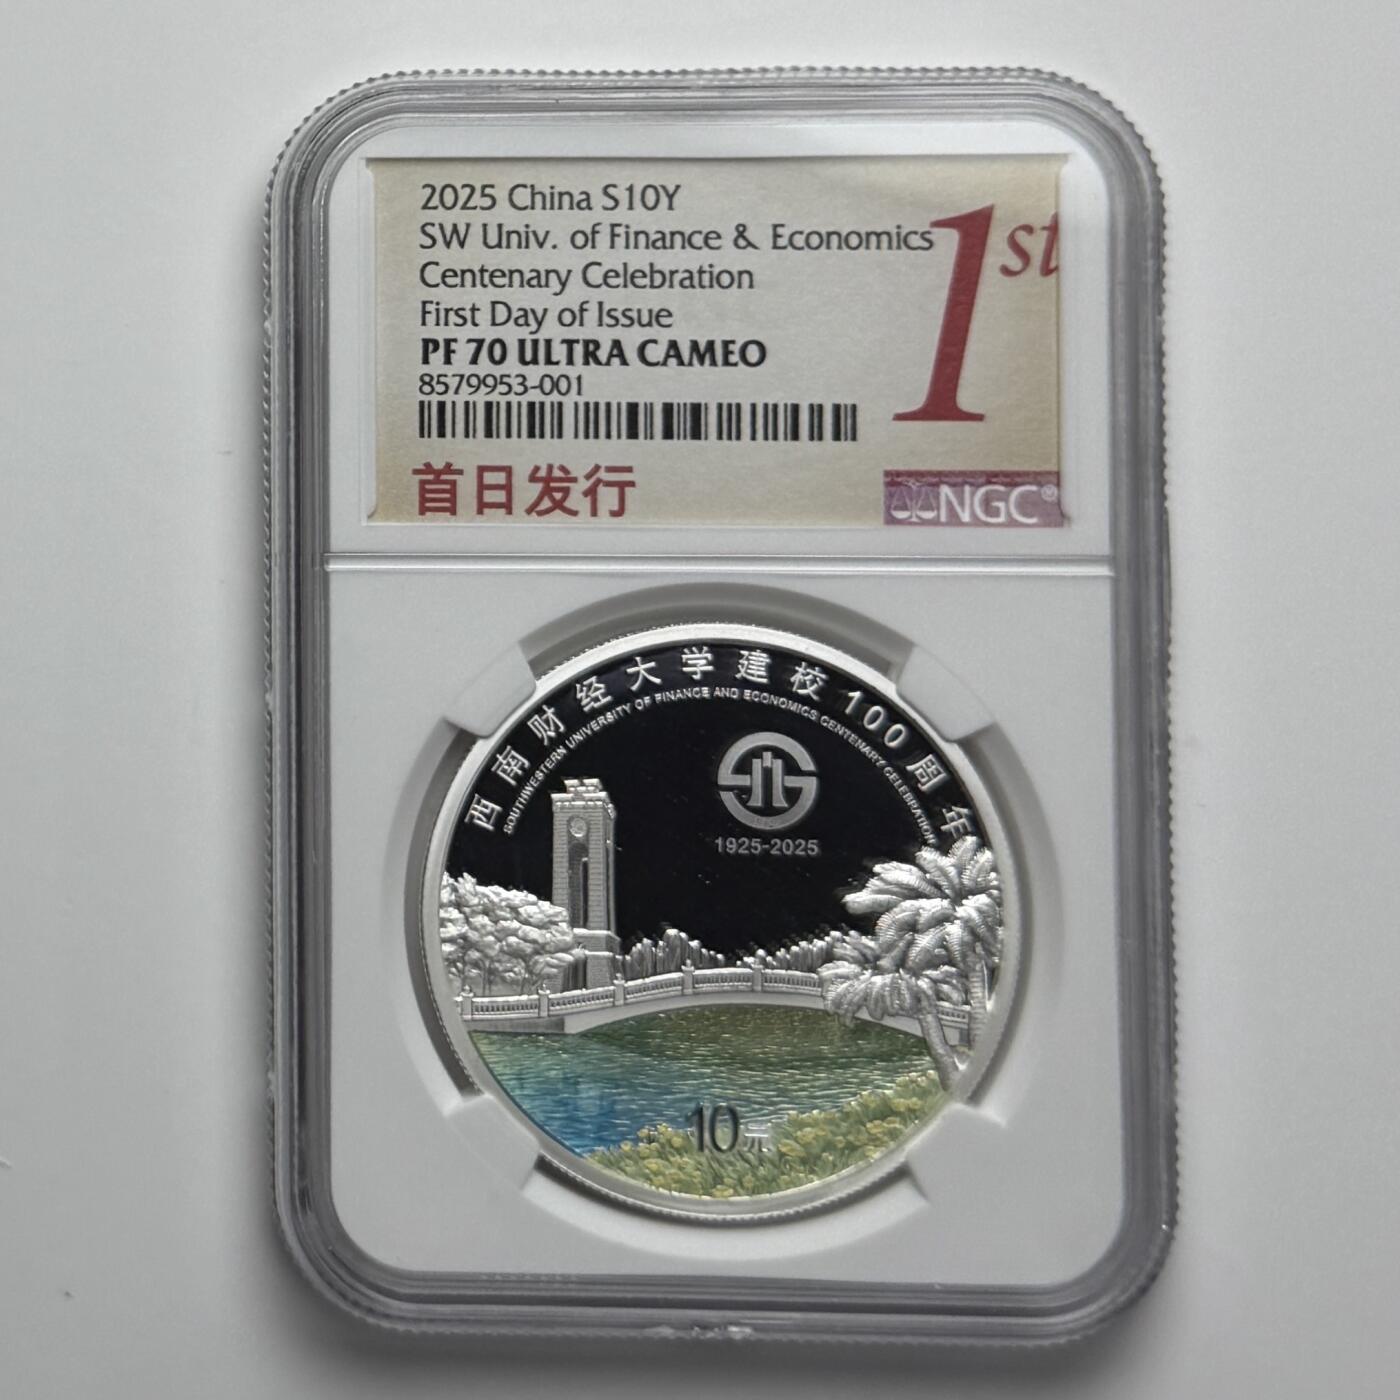 2025 China S10Y
SW Univ. of Finance & Economics
Centenary Celebration
First Day of Issue
PF 70 ULTRA CAMEO
8579953-001
1st
首日发行
NGC®
西南财经大学建校100周年
SOUTHWESTERN UNIVERSITY OF FINANCE AND ECONOMICS CENTENARY CELEBRATION
1925-2025
10元